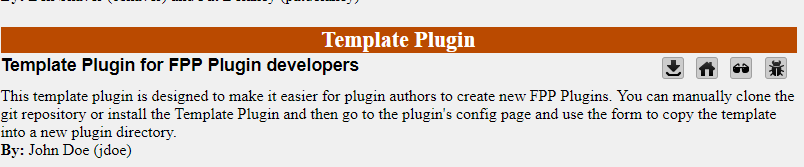 Template Plugin
Template Plugin for FPP Plugin developers
This template plugin is designed to make it easier for plugin authors to create new FPP Plugins. You can manually clone the
git repository or install the Template Plugin and then go to the plugin's config page and use the form to copy the template
into a new plugin directory.
By: John Doe (jdoe)